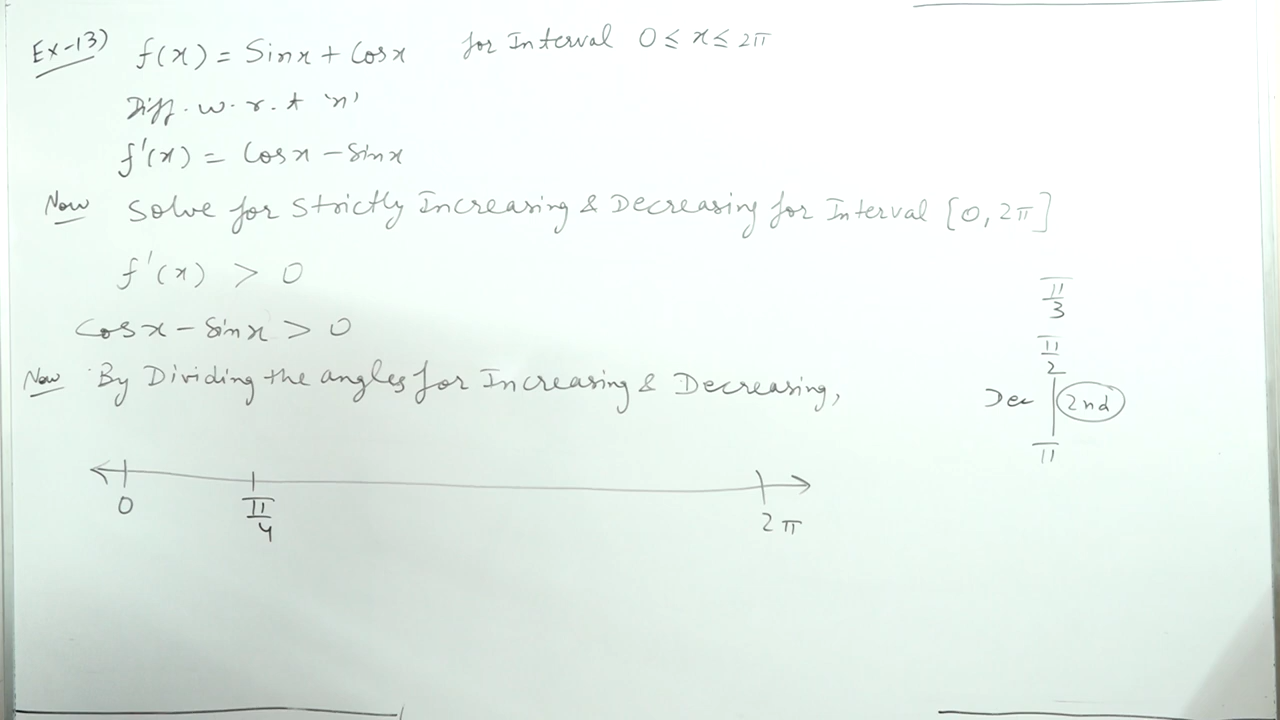 Ex-13) f(x) = Sinx + Cosx for Interval 0 ≤ x ≤ 2π
Diff. w. r. t 'x'
f'(x) = Cosx - Sinx
Now Solve for Strictly Increasing & Decreasing for Interval [0, 2π]
f'(x) > 0
Cosx - Sinx > 0
Now By Dividing the angles for Increasing & Decreasing,
0 π/4 2π
π/3
π/2
Dec 2nd
π